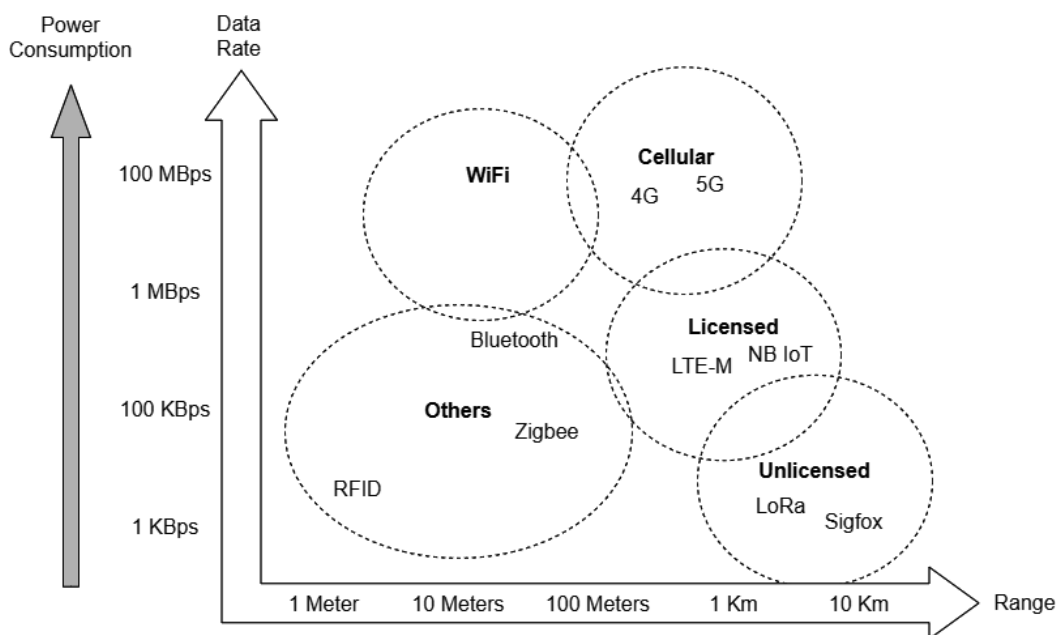 Power
Consumption
Data
Rate
100 MBps
1 MBps
100 KBps
1 KBps
WiFi
Cellular
4G
5G
Bluetooth
Licensed
LTE-M
NB IoT
Others
Zigbee
RFID
Unlicensed
LoRa
Sigfox
1 Meter
10 Meters
100 Meters
1 Km
10 Km
Range